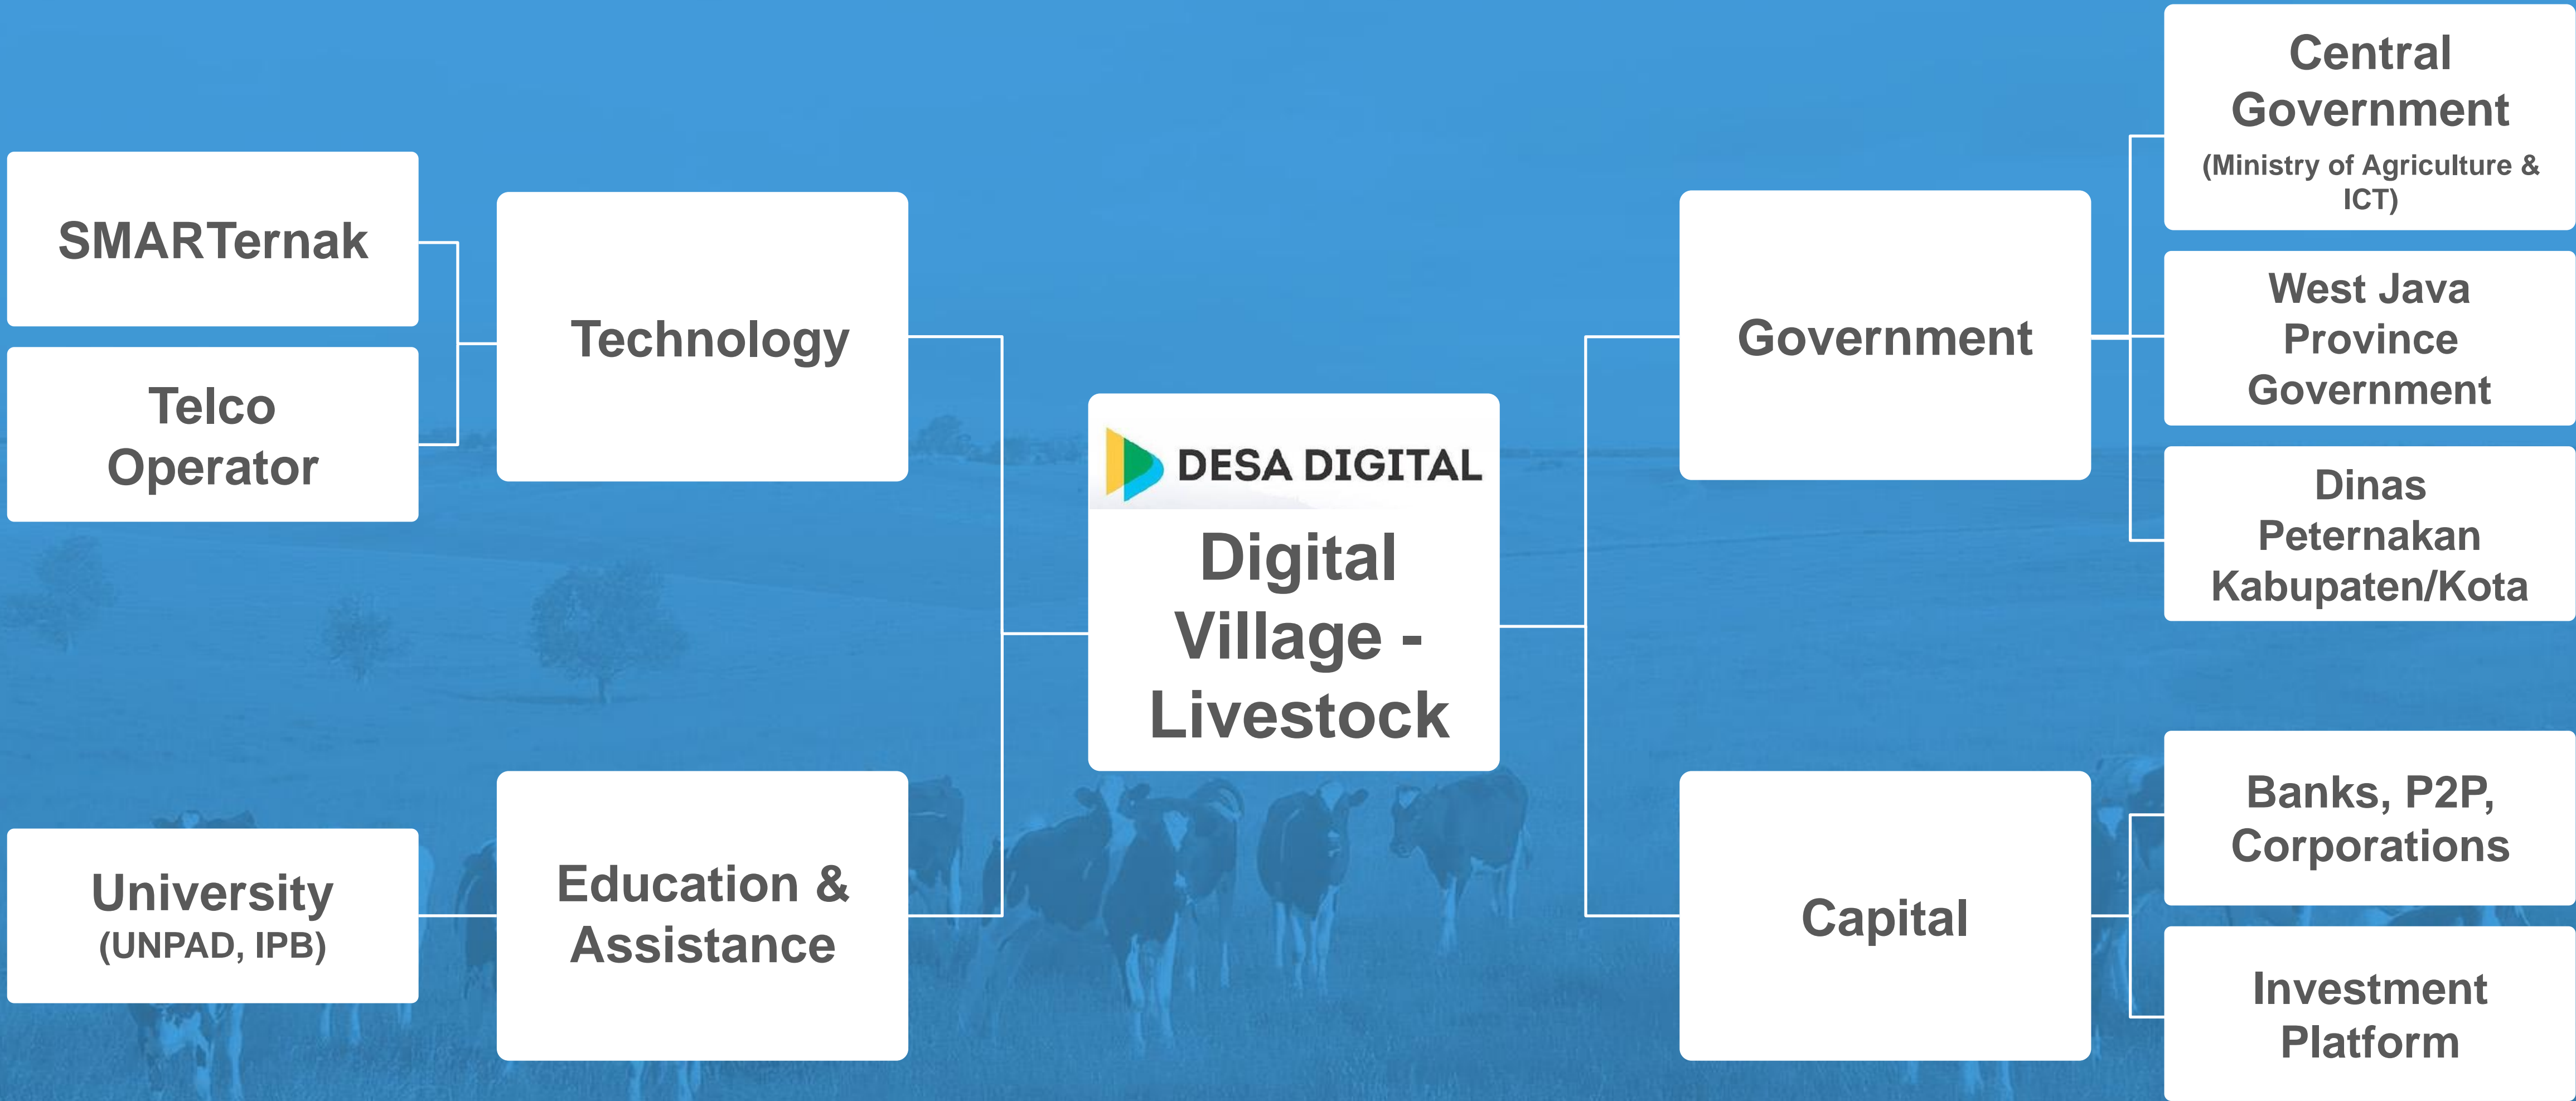 SMARTernak
Telco
Operator
Technology
University
(UNPAD, IPB)
Education &
Assistance
DESA DIGITAL
Digital
Village -
Livestock
Government
Central
Government
(Ministry of Agriculture &
ICT)
West Java
Province
Government
Dinas
Peternakan
Kabupaten/Kota
Capital
Banks, P2P,
Corporations
Investment
Platform